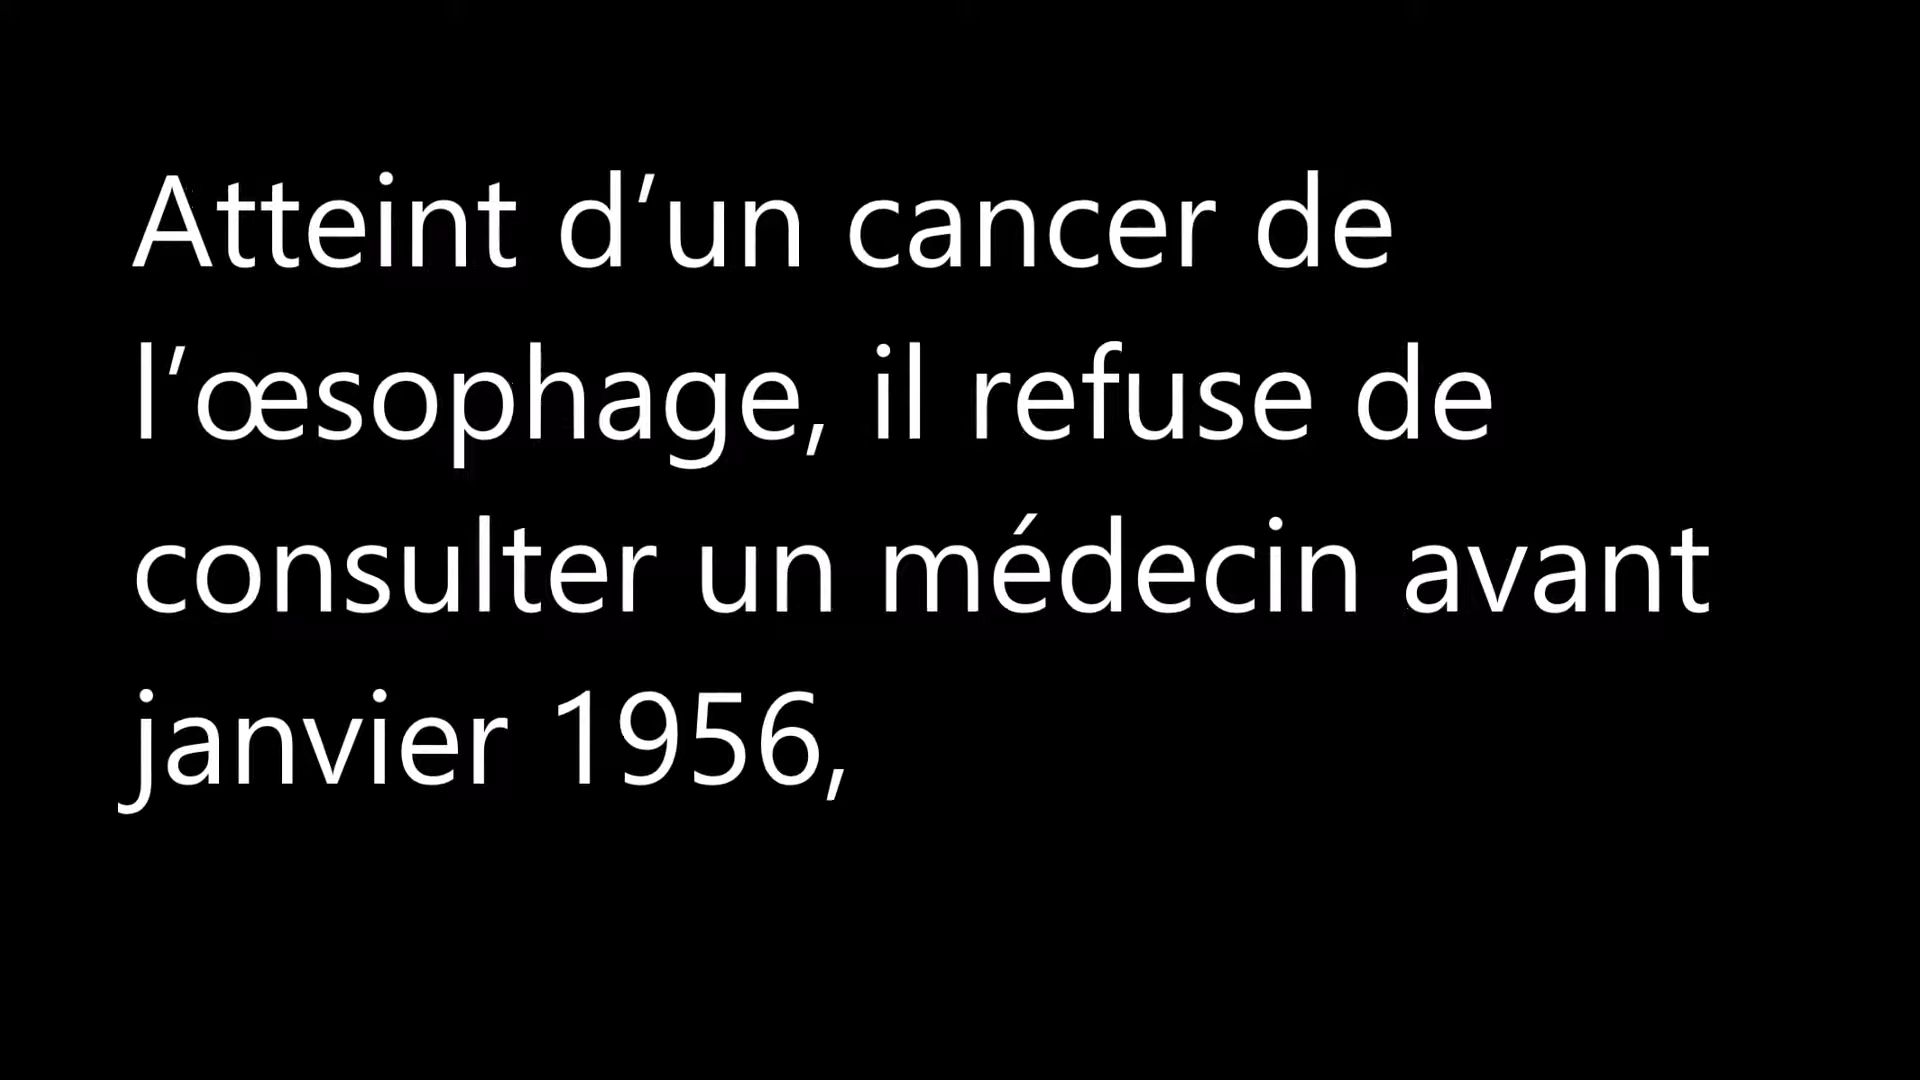 Atteint d’un cancer de
l’œsophage, il refuse de
consulter un médecin avant
janvier 1956,